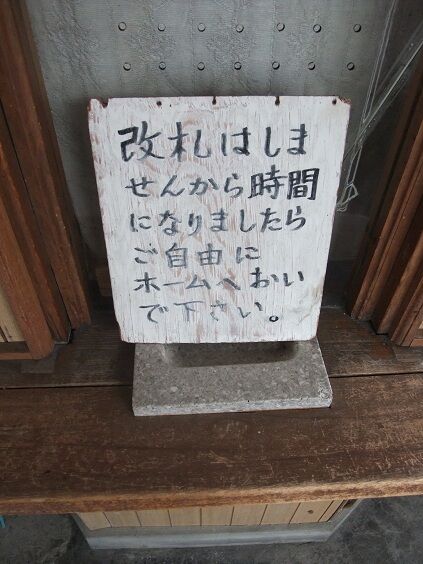 改札はしま
せんから時間
になりましたら
ご自由に
ホームへおい
で下さい。